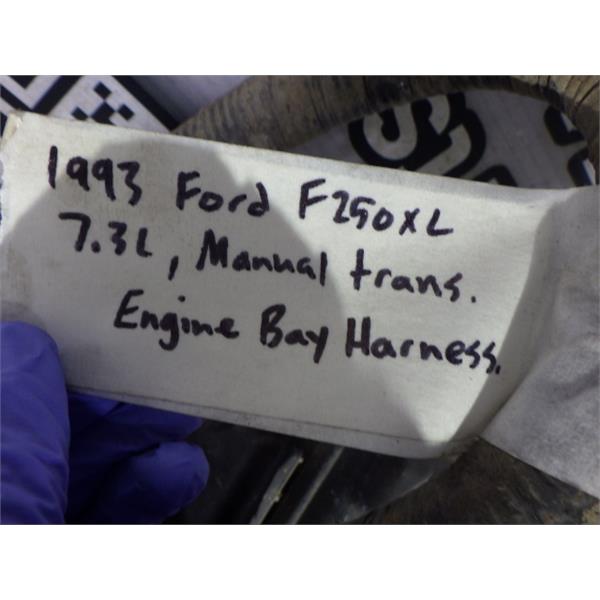 1993 Ford F250XL
7.3L, Manual trans.
Engine Bay Harness.